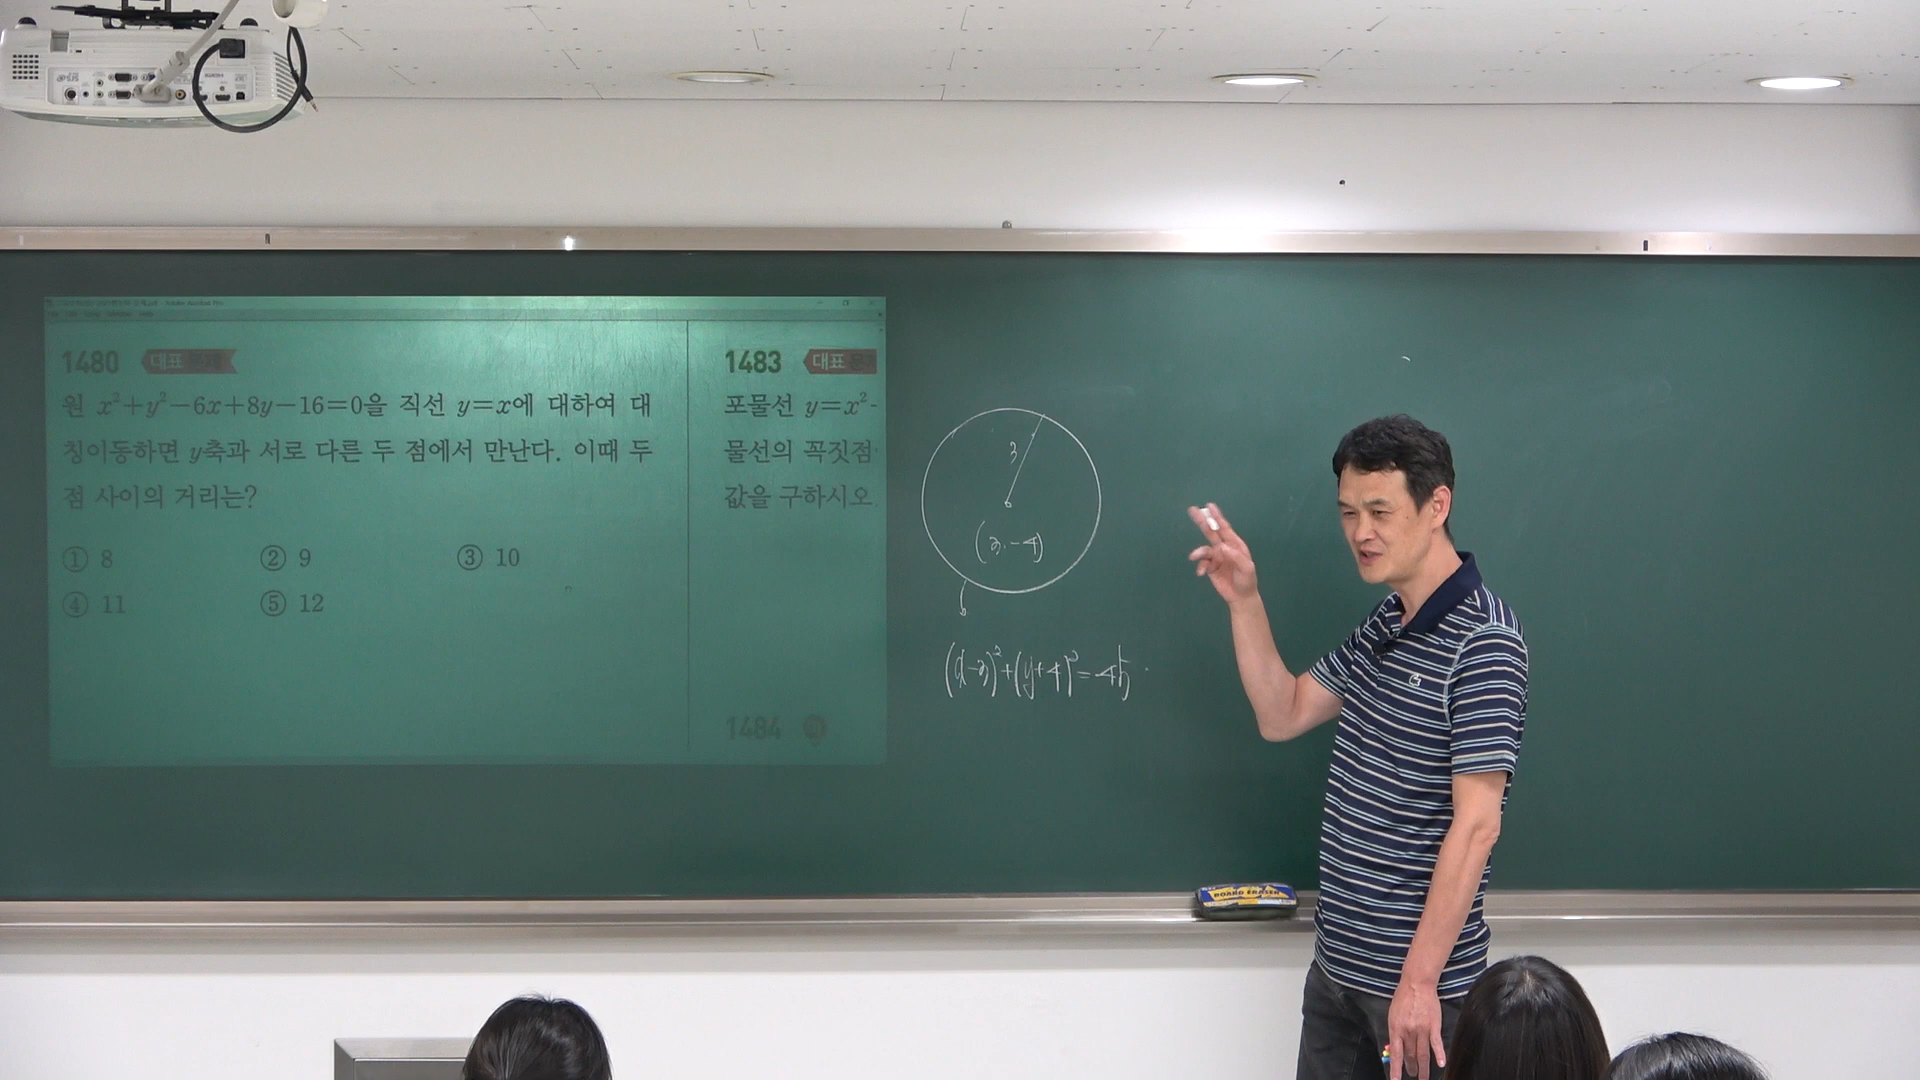 1480 대표
원 x²+y²−6x+8y−16=0을 직선 y=x에 대하여 대
칭이동하면 y축과 서로 다른 두 점에서 만난다. 이때 두
점 사이의 거리는?
① 8 ② 9 ③ 10
④ 11 ⑤ 12
1483 대표
포물선 y=x²-
물선의 꼭짓점
값을 구하시오
1484
3
(3, -4)
(x-3)²+(y+4)²=
BOARD ERASER